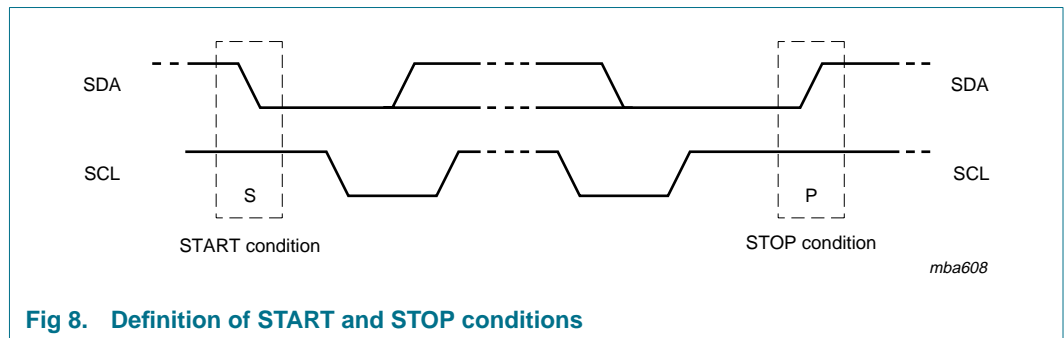 SDA SDA
SCL SCL
S P
START condition STOP condition
mba608
Fig 8. Definition of START and STOP conditions